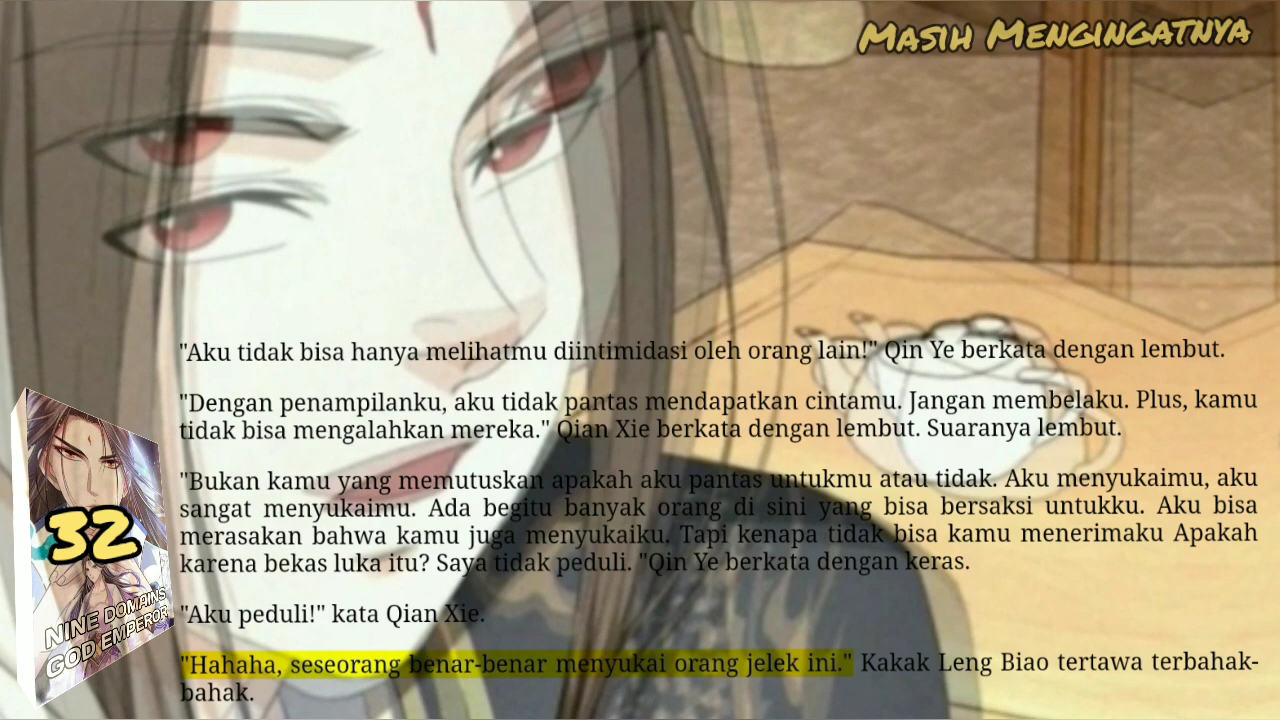 Masih Mengingatnya
"Aku tidak bisa hanya melihatmu diintimidasi oleh orang lain!" Qin Ye berkata dengan lembut.
"Dengan penampilanku, aku tidak pantas mendapatkan cintamu. Jangan membelaku. Plus, kamu
tidak bisa mengalahkan mereka." Qian Xie berkata dengan lembut. Suaranya lembut.
"Bukan kamu yang memutuskan apakah aku pantas untukmu atau tidak. Aku menyukaimu, aku
sangat menyukaimu. Ada begitu banyak orang di sini yang bisa bersaksi untukku. Aku bisa
merasakan bahwa kamu juga menyukaiku. Tapi kenapa tidak bisa kamu menerimaku Apakah
karena bekas luka itu? Saya tidak peduli. "Qin Ye berkata dengan keras.
"Aku peduli!" kata Qian Xie.
"Hahaha, seseorang benar-benar menyukai orang jelek ini." Kakak Leng Biao tertawa terbahak-
bahak.
32
NINE DOMAINS
GOD EMPEROR